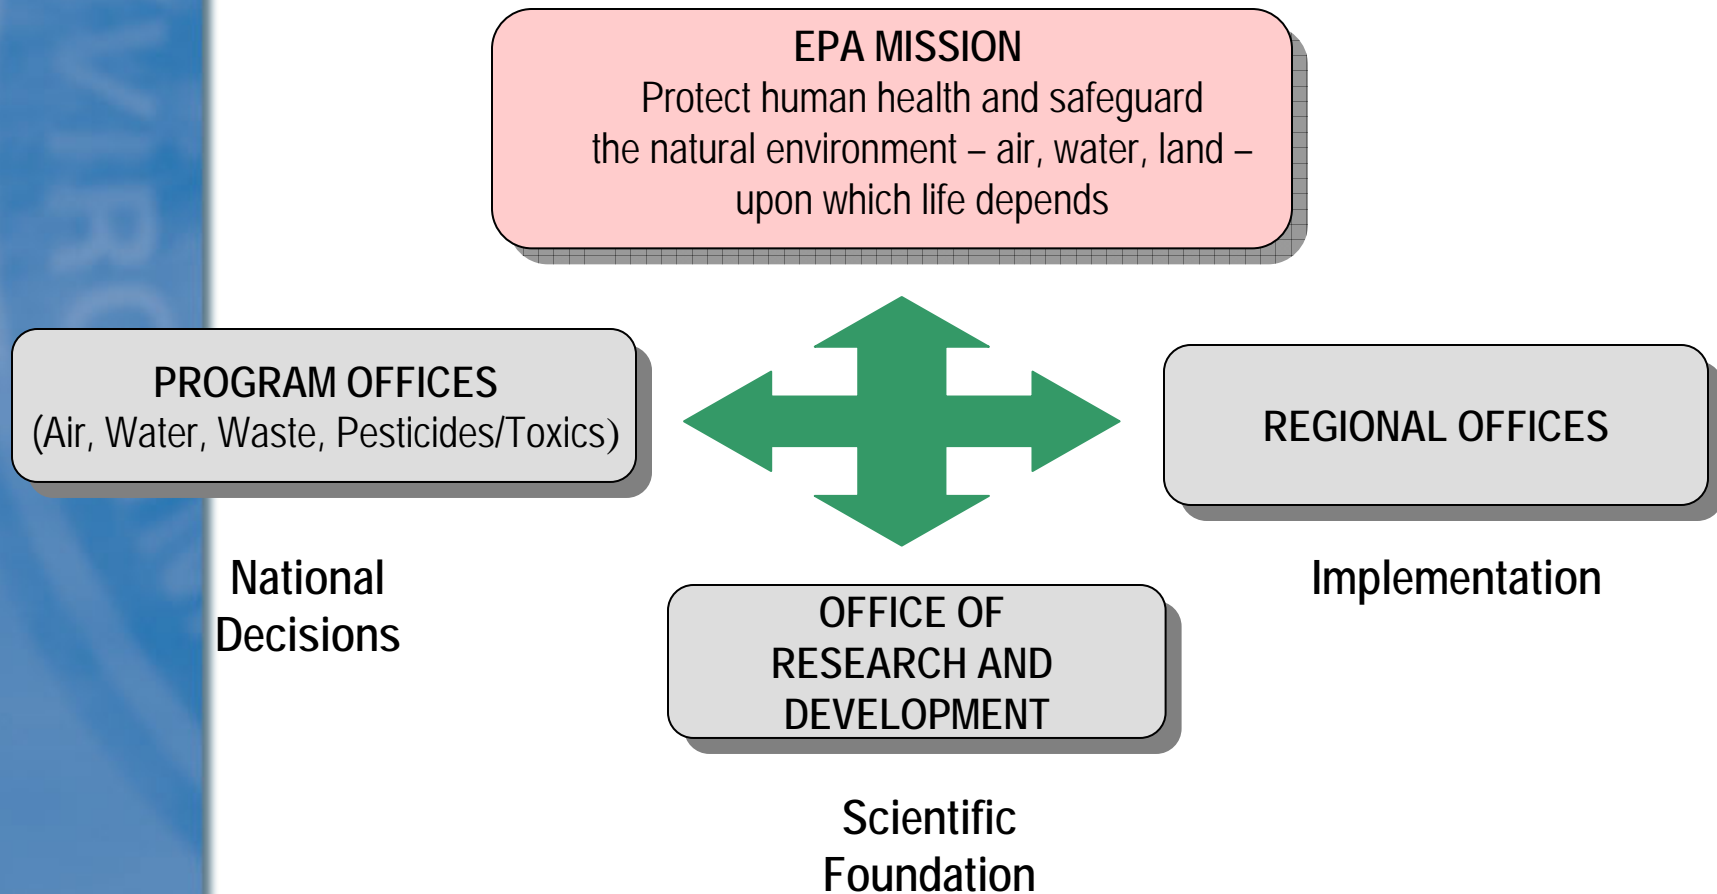 EPA MISSION
Protect human health and safeguard
the natural environment – air, water, land –
upon which life depends
PROGRAM OFFICES
(Air, Water, Waste, Pesticides/Toxics)
REGIONAL OFFICES
National
Decisions
Implementation
OFFICE OF
RESEARCH AND
DEVELOPMENT
Scientific
Foundation